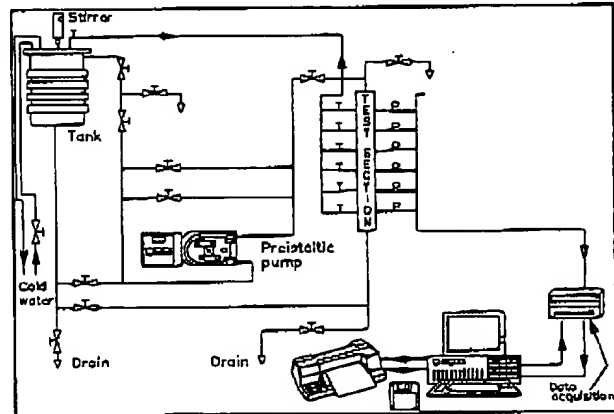 Stirrer
Tank
TEST SECTION
T P
T P
T P
T P
T P
T P
Preistaltic
pump
Cold
water
Drain
Drain
Data
acquisition